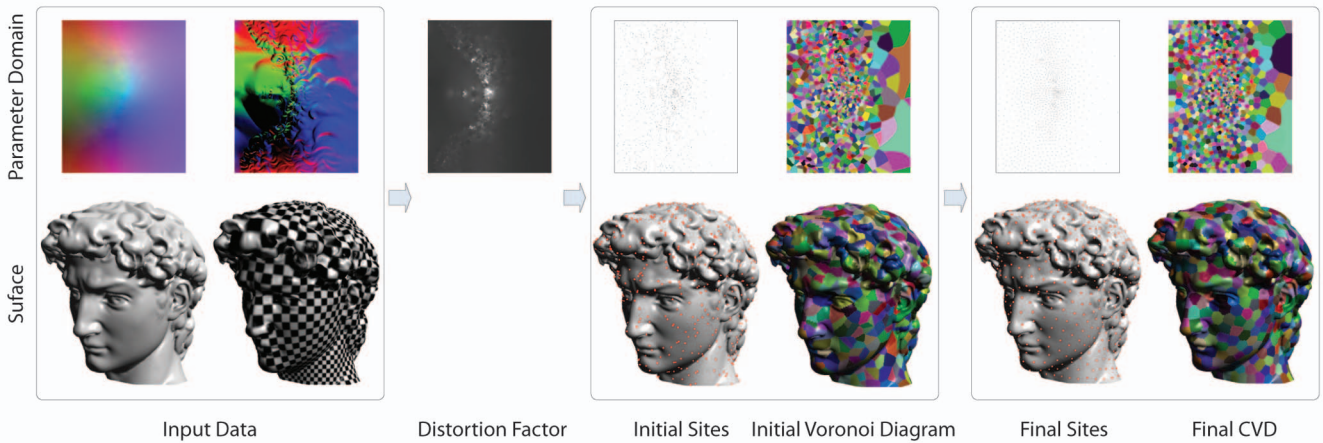 Parameter Domain
Suface
Input Data
Distortion Factor
Initial Sites
Initial Voronoi Diagram
Final Sites
Final CVD